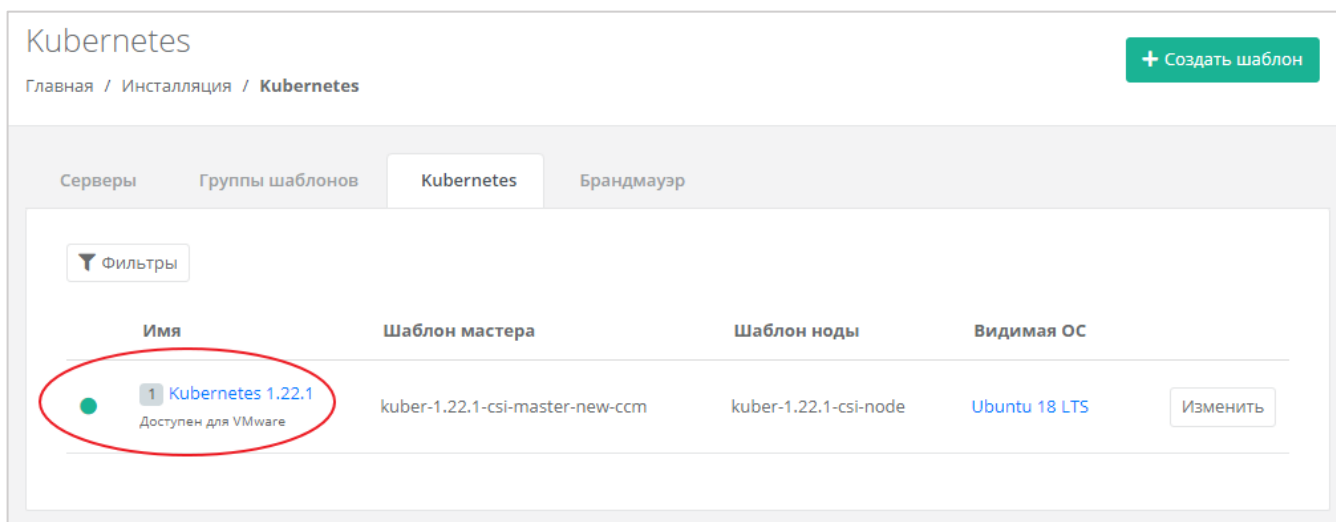 Kubernetes
+ Создать шаблон
Главная / Инсталляция / Kubernetes
Серверы Группы шаблонов Kubernetes Брандмауэр
Фильтры
Имя Шаблон мастера Шаблон ноды Видимая ОС
1 Kubernetes 1.22.1 kuber-1.22.1-csi-master-new-ccm kuber-1.22.1-csi-node Ubuntu 18 LTS Изменить
Доступен для VMware